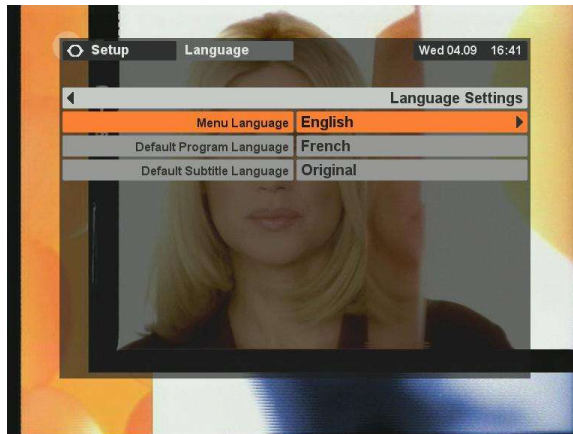 Setup Language Wed 04.09 16:41
Language Settings
Menu Language English
Default Program Language French
Default Subtitle Language Original